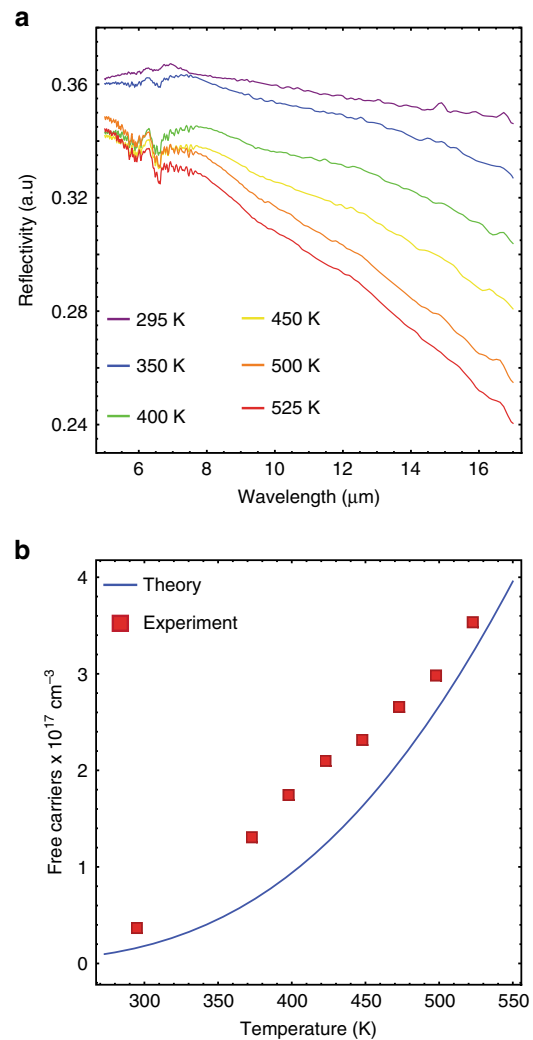 a
0.36
0.32
0.28
0.24
Reflectivity (a.u)
295 K
350 K
400 K
450 K
500 K
525 K
6 8 10 12 14 16
Wavelength (μm)
b
4
3
2
1
0
Free carriers x 10¹⁷ cm⁻³
Theory
Experiment
300 350 400 450 500 550
Temperature (K)